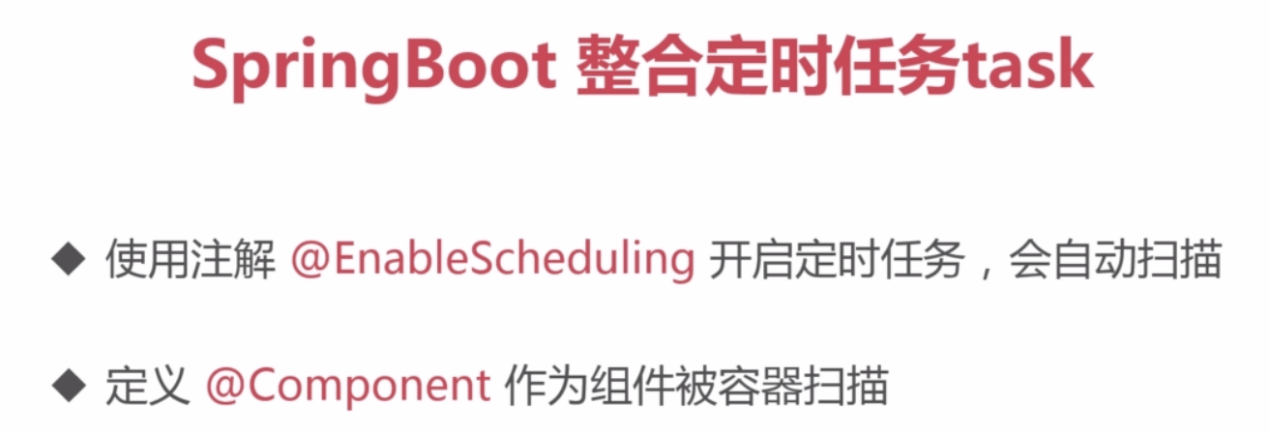 SpringBoot 整合定时任务task
◆ 使用注解 @EnableScheduling 开启定时任务，会自动扫描
◆ 定义 @Component 作为组件被容器扫描